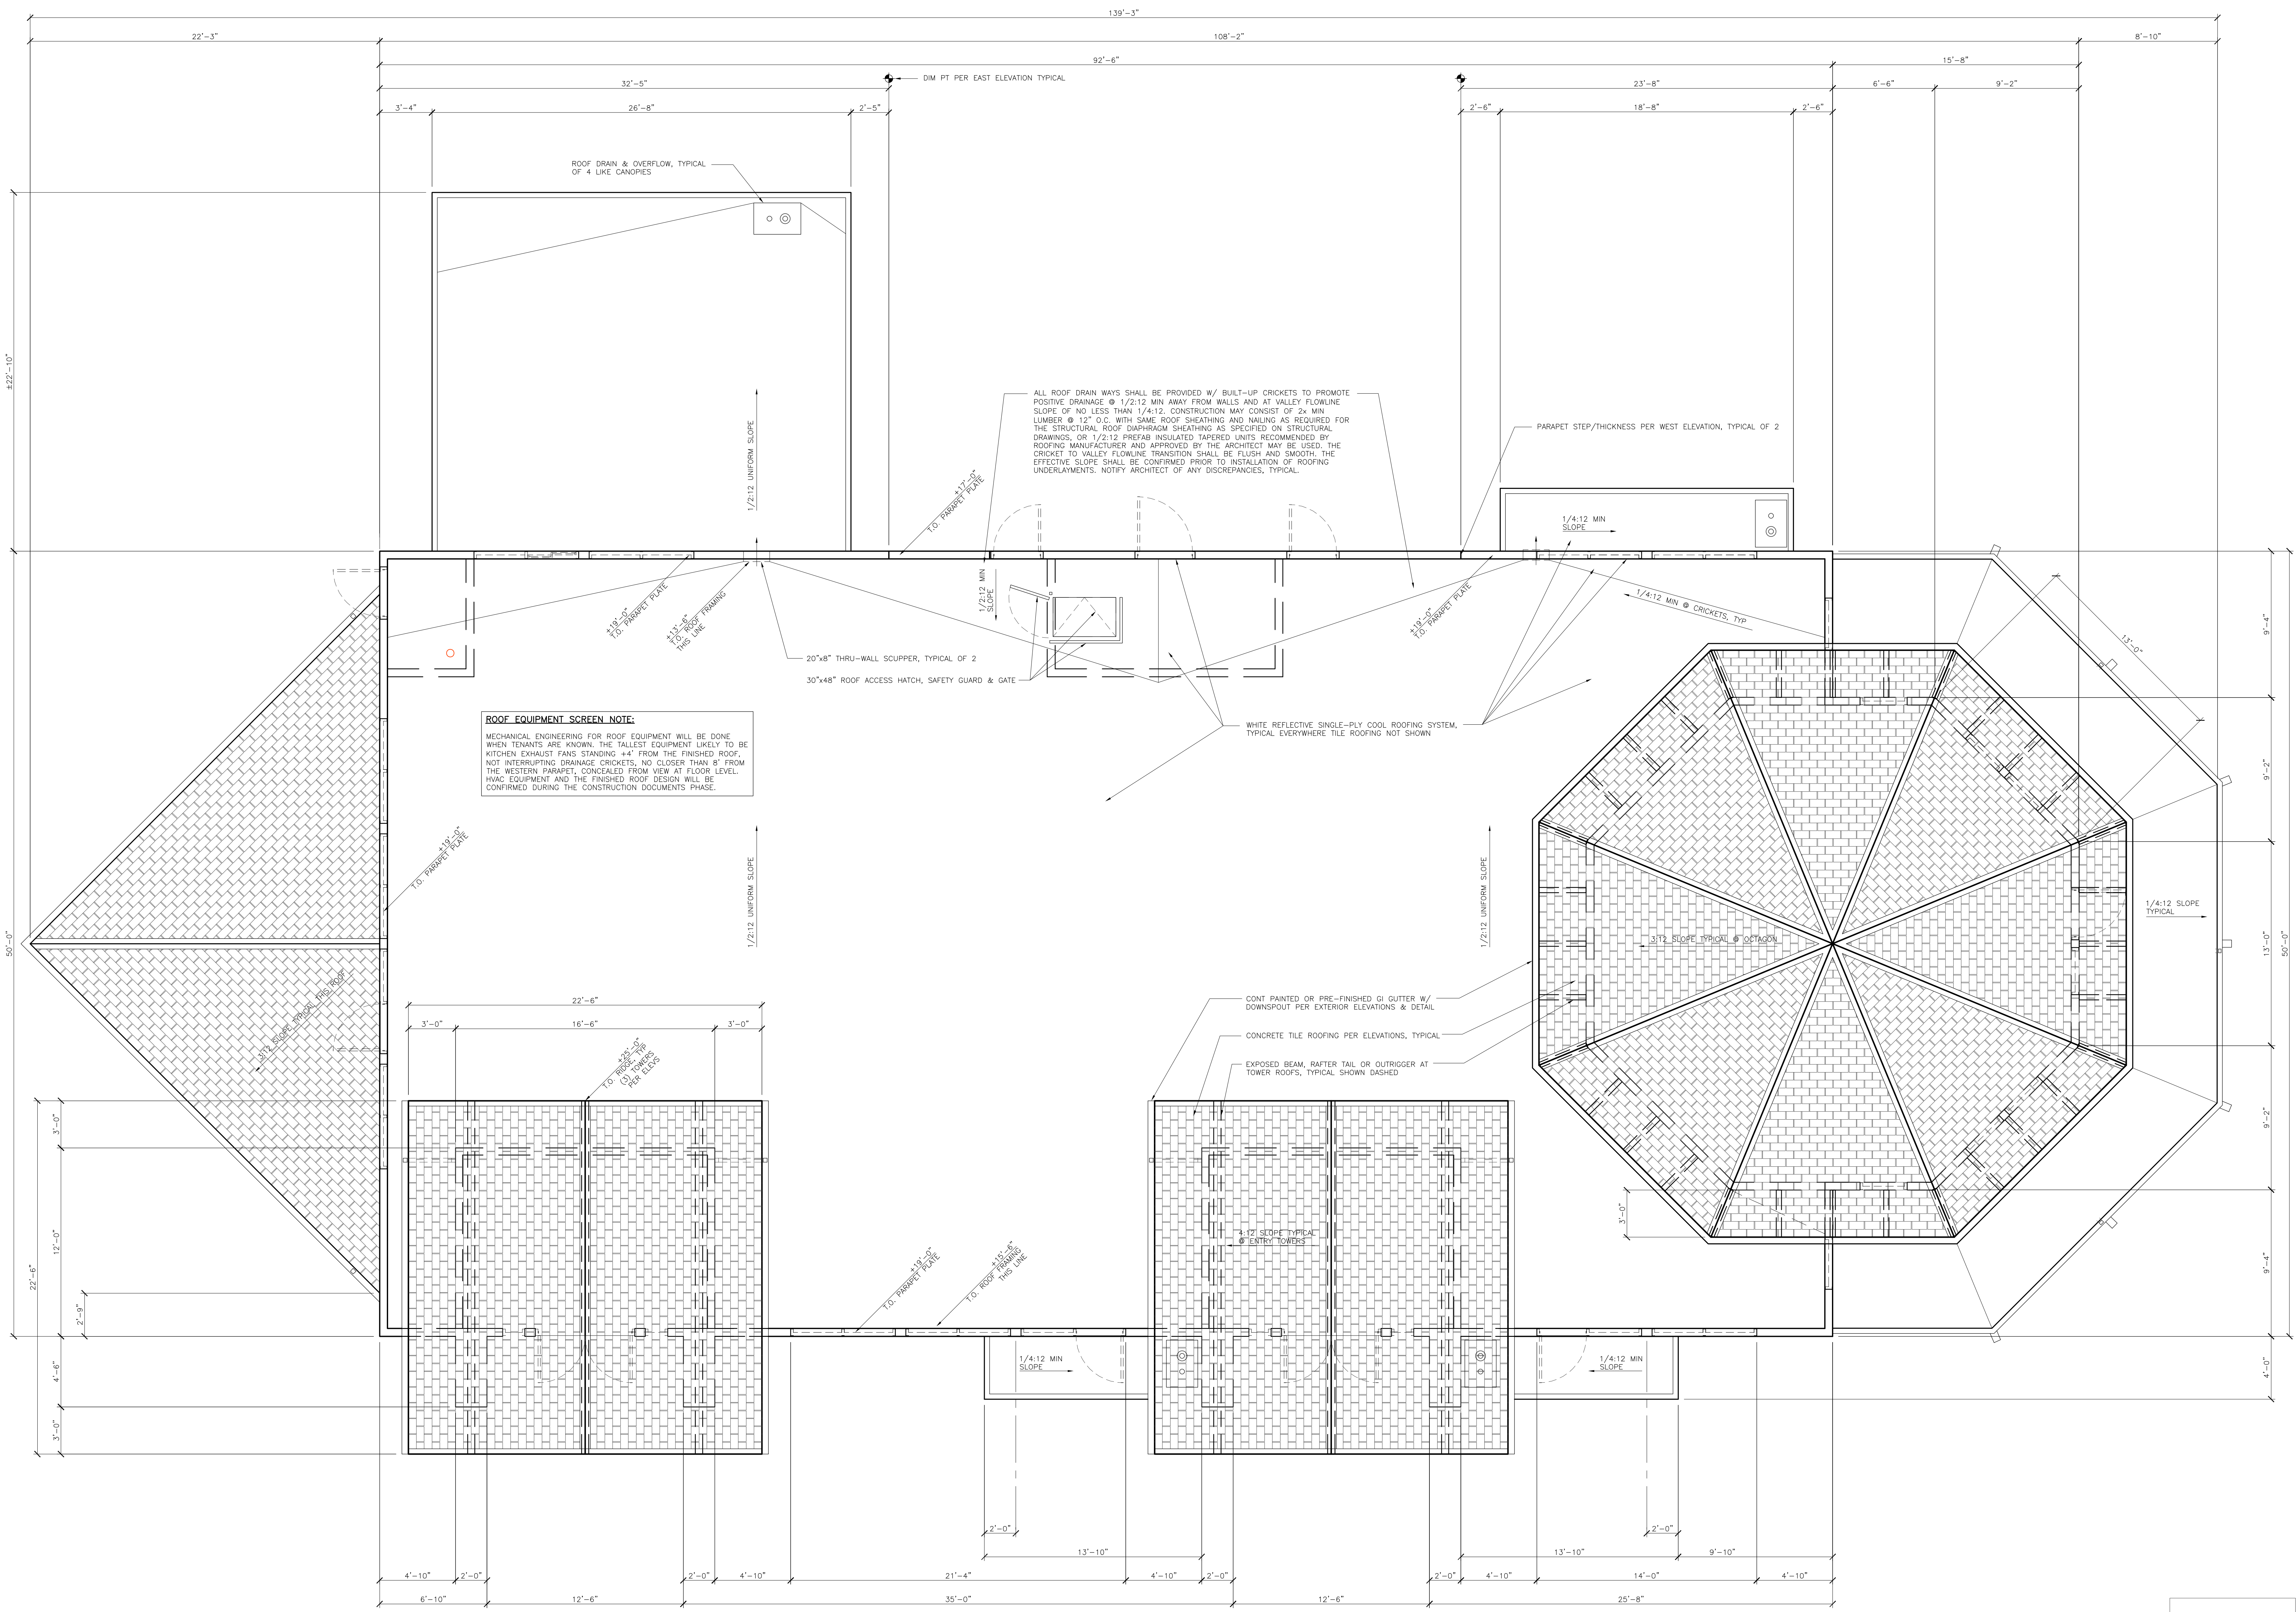 139'-3"
22'-3"
108'-2"
8'-10"
92'-6"
15'-8"
DIM PT PER EAST ELEVATION TYPICAL
32'-5"
23'-8"
6'-6"
9'-2"
3'-4"
26'-8"
2'-5"
2'-6"
18'-8"
2'-6"
ROOF DRAIN & OVERFLOW, TYPICAL
OF 4 LIKE CANOPIES
±22'-10"
1/2:12 UNIFORM SLOPE
ALL ROOF DRAIN WAYS SHALL BE PROVIDED W/ BUILT-UP CRICKETS TO PROMOTE
POSITIVE DRAINAGE @ 1/2:12 MIN AWAY FROM WALLS AND AT VALLEY FLOWLINE
SLOPE OF NO LESS THAN 1/4:12. CONSTRUCTION MAY CONSIST OF 2x MIN
LUMBER @ 12" O.C. WITH SAME ROOF SHEATHING AND NAILING AS REQUIRED FOR
THE STRUCTURAL ROOF DIAPHRAGM SHEATHING AS SPECIFIED ON STRUCTURAL
DRAWINGS, OR 1/2:12 PREFAB INSULATED TAPERED UNITS RECOMMENDED BY
ROOFING MANUFACTURER AND APPROVED BY THE ARCHITECT MAY BE USED. THE
CRICKET TO VALLEY FLOWLINE TRANSITION SHALL BE FLUSH AND SMOOTH. THE
EFFECTIVE SLOPE SHALL BE CONFIRMED PRIOR TO INSTALLATION OF ROOFING
UNDERLAYMENTS. NOTIFY ARCHITECT OF ANY DISCREPANCIES, TYPICAL.
PARAPET STEP/THICKNESS PER WEST ELEVATION, TYPICAL OF 2
+17'-0"
T.O. PARAPET PLATE
1/4:12 MIN
SLOPE
+19'-0"
T.O. PARAPET PLATE
+13'-6"
T.O. ROOF FRAMING
THIS LINE
1/2:12 MIN
SLOPE
+19'-0"
T.O. PARAPET PLATE
1/4:12 MIN @ CRICKETS, TYP
13'-0"
9'-4"
20"x8" THRU-WALL SCUPPER, TYPICAL OF 2
30"x48" ROOF ACCESS HATCH, SAFETY GUARD & GATE
ROOF EQUIPMENT SCREEN NOTE:
MECHANICAL ENGINEERING FOR ROOF EQUIPMENT WILL BE DONE
WHEN TENANTS ARE KNOWN. THE TALLEST EQUIPMENT LIKELY TO BE
KITCHEN EXHAUST FANS STANDING +4' FROM THE FINISHED ROOF,
NOT INTERRUPTING DRAINAGE CRICKETS, NO CLOSER THAN 8' FROM
THE WESTERN PARAPET, CONCEALED FROM VIEW AT FLOOR LEVEL.
HVAC EQUIPMENT AND THE FINISHED ROOF DESIGN WILL BE
CONFIRMED DURING THE CONSTRUCTION DOCUMENTS PHASE.
WHITE REFLECTIVE SINGLE-PLY COOL ROOFING SYSTEM,
TYPICAL EVERYWHERE TILE ROOFING NOT SHOWN
9'-2"
+19'-0"
T.O. PARAPET PLATE
1/2:12 UNIFORM SLOPE
1/2:12 UNIFORM SLOPE
1/4:12 SLOPE
TYPICAL
50'-0"
3:12 SLOPE TYPICAL @ OCTAGON
13'-0"
50'-0"
3:12 SLOPE TYPICAL THIS ROOF
22'-6"
3'-0"
16'-6"
3'-0"
CONT PAINTED OR PRE-FINISHED GI GUTTER W/
DOWNSPOUT PER EXTERIOR ELEVATIONS & DETAIL
CONCRETE TILE ROOFING PER ELEVATIONS, TYPICAL
EXPOSED BEAM, RAFTER TAIL OR OUTRIGGER AT
TOWER ROOFS, TYPICAL SHOWN DASHED
+25'-0"
T.O. RIDGE, TYP
(3) TOWERS
PER ELEVS
3'-0"
9'-2"
12'-0"
22'-6"
2'-9"
4:12 SLOPE TYPICAL
@ ENTRY TOWERS
3'-0"
+19'-0"
T.O. PARAPET PLATE
+15'-6"
T.O. ROOF FRAMING
THIS LINE
9'-4"
4'-6"
3'-0"
1/4:12 MIN
SLOPE
1/4:12 MIN
SLOPE
4'-0"
2'-0"
2'-0"
13'-10"
13'-10"
9'-10"
4'-10"
2'-0"
2'-0"
4'-10"
21'-4"
4'-10"
2'-0"
2'-0"
4'-10"
14'-0"
4'-10"
6'-10"
12'-6"
35'-0"
12'-6"
25'-8"